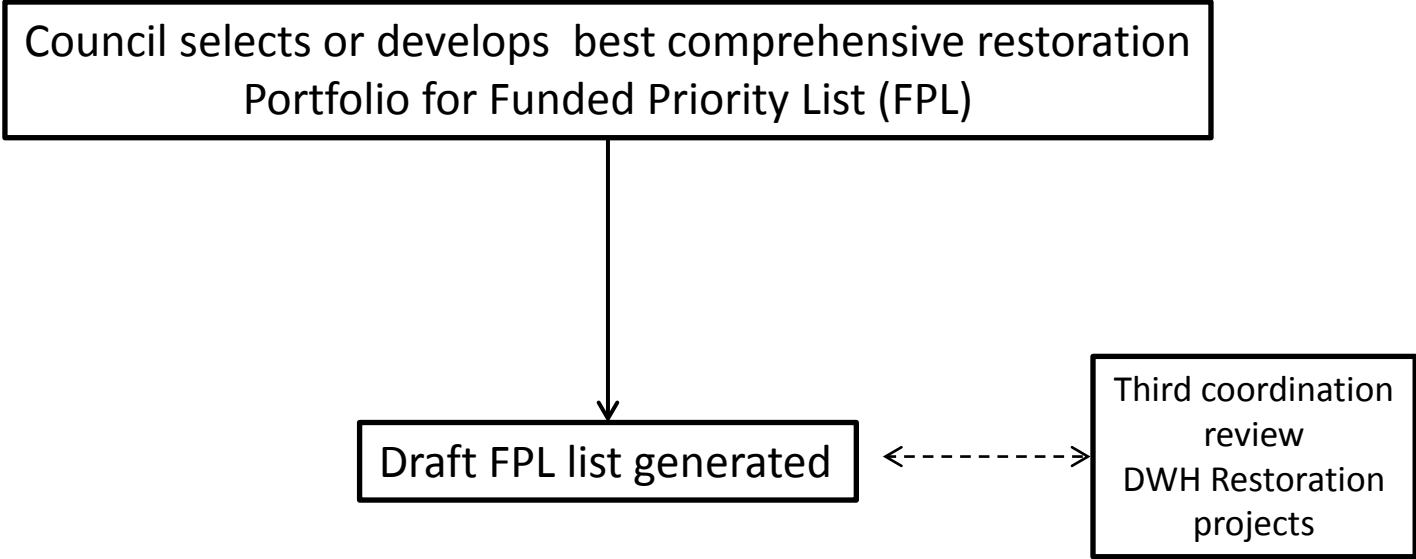 Council selects or develops  best comprehensive restoration
Portfolio for Funded Priority List (FPL)
Draft FPL list generated
Third coordination
review
DWH Restoration
projects